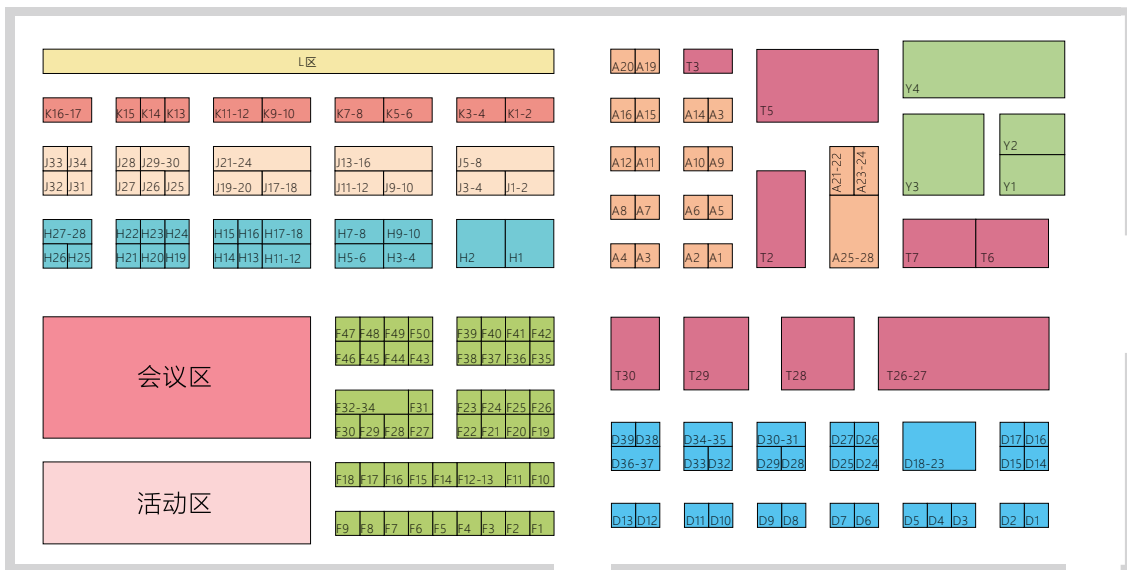 L区
A20 A19 T3
Y4
T5
K16-17 K15 K14 K13 K11-12 K9-10 K7-8 K5-6 K3-4 K1-2
A16 A15 A14 A3
Y2
J33 J34 J28 J29-30 J21-24 J13-16 J5-8
A12 A11 A10 A9
A21-22 A23-24
J32 J31 J27 J26 J25 J19-20 J17-18 J11-12 J9-10 J3-4 J1-2
Y3 Y1
A8 A7 A6 A5
H27-28 H22 H23 H24 H15 H16 H17-18 H7-8 H9-10
H26 H25 H21 H20 H19 H14 H13 H11-12 H5-6 H3-4 H2 H1
A4 A3 A2 A1 T2 A25-28 T7 T6
F47 F48 F49 F50 F39 F40 F41 F42
F46 F45 F44 F43 F38 F37 F36 F35
会议区
T30 T29 T28 T26-27
F32-34 F31 F23 F24 F25 F26
F30 F29 F28 F27 F22 F21 F20 F19
D39 D38 D34-35 D30-31 D27 D26 D17 D16
D36-37 D33 D32 D29 D28 D25 D24 D18-23 D15 D14
F18 F17 F16 F15 F14 F12-13 F11 F10
活动区
D13 D12 D11 D10 D9 D8 D7 D6 D5 D4 D3 D2 D1
F9 F8 F7 F6 F5 F4 F3 F2 F1